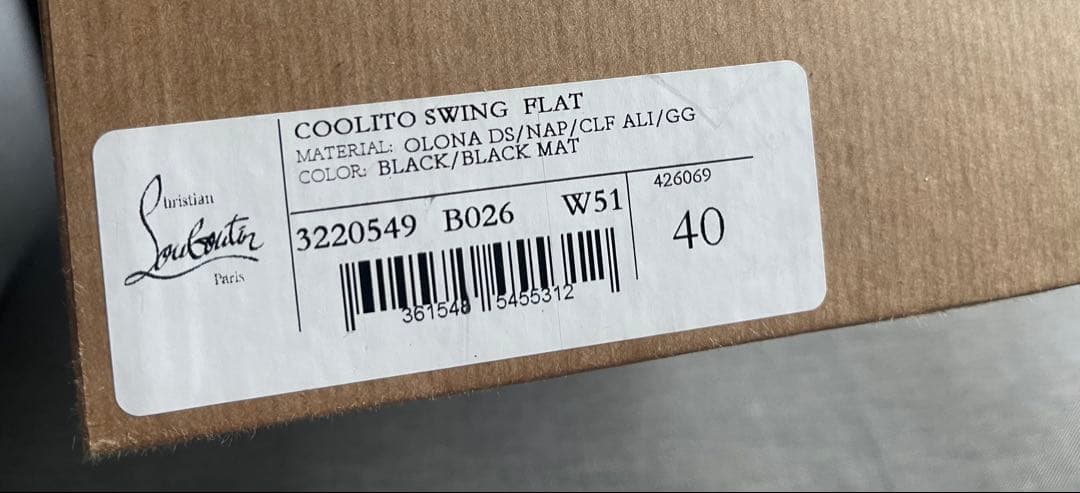 Christian
Louboutin
Paris
COOLITO SWING FLAT
MATERIAL: OLONA DS/NAP/CLF ALI/GG
COLOR: BLACK/BLACK MAT
3220549 B026 W51
426069
40
361548 5455312